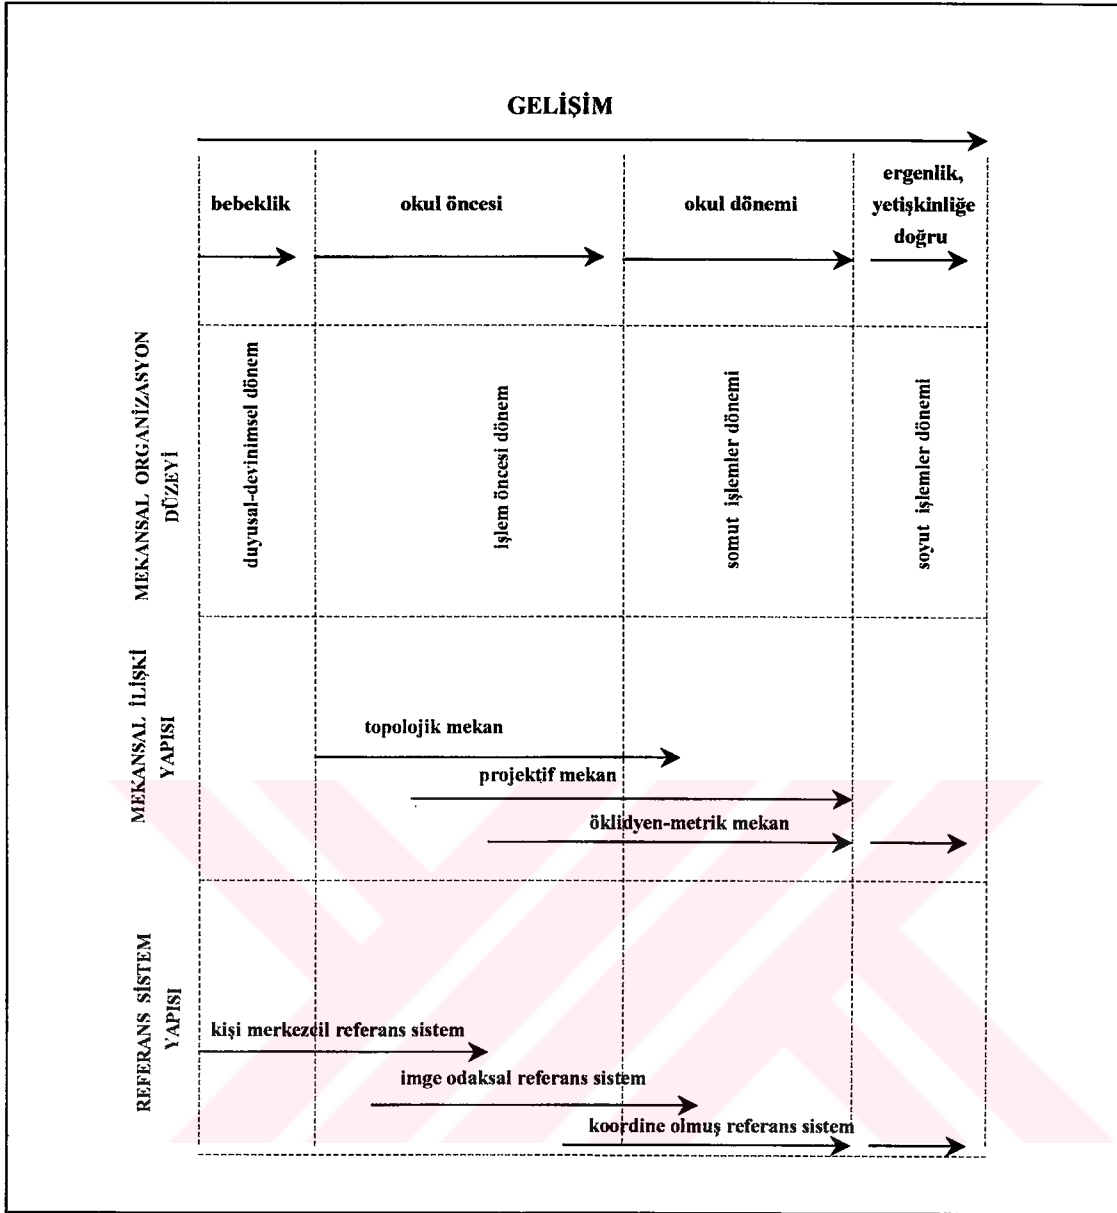 GELİŞİM
bebeklik
okul öncesi
okul dönemi
ergenlik,
yetişkinliğe
doğru
MEKANSAL ORGANİZASYON
DÜZEYİ
duyusal-devinimsel dönem
işlem öncesi dönem
somut işlemler dönemi
soyut işlemler dönemi
MEKANSAL İLİŞKİ
YAPISI
topolojik mekan
projektif mekan
öklidyen-metrik mekan
REFERANS SİSTEM
YAPISI
kişi merkezcil referans sistem
imge odaksal referans sistem
koordine olmuş referans sistem